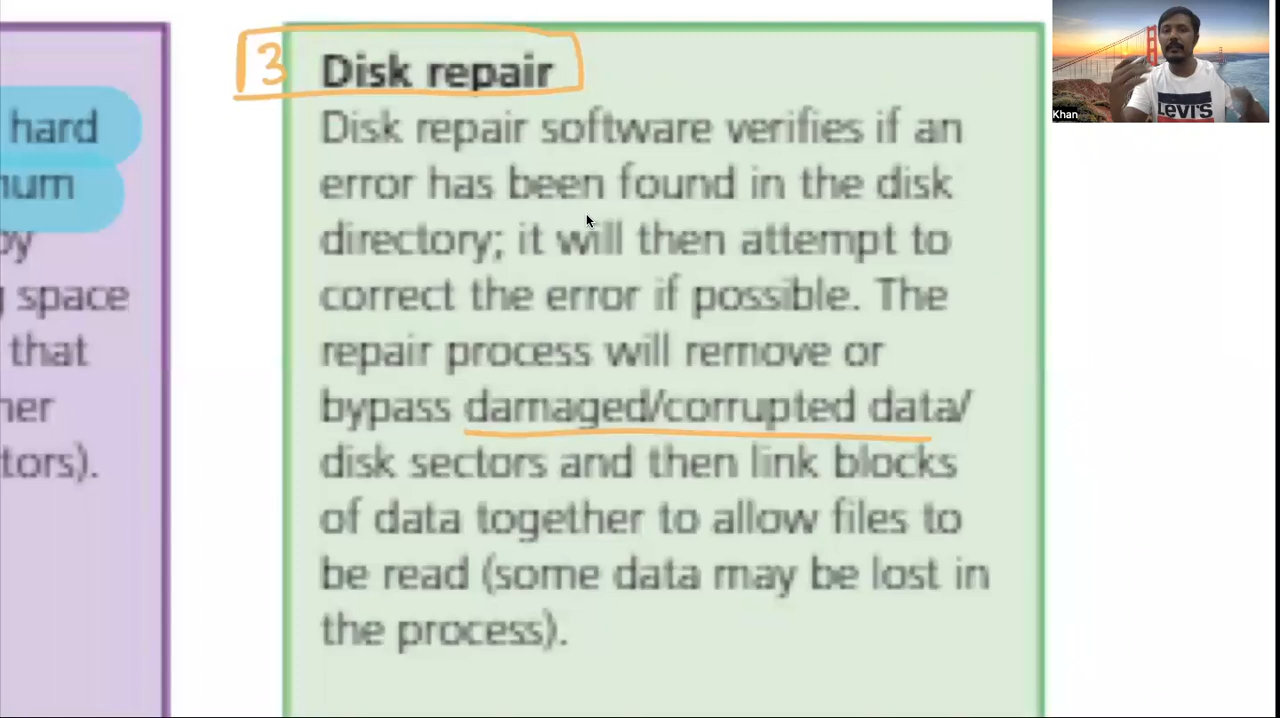 hard
num
by
space
that
her
tors).
3 Disk repair
Disk repair software verifies if an
error has been found in the disk
directory; it will then attempt to
correct the error if possible. The
repair process will remove or
bypass damaged/corrupted data/
disk sectors and then link blocks
of data together to allow files to
be read (some data may be lost in
the process).
LEVI'S
Khan